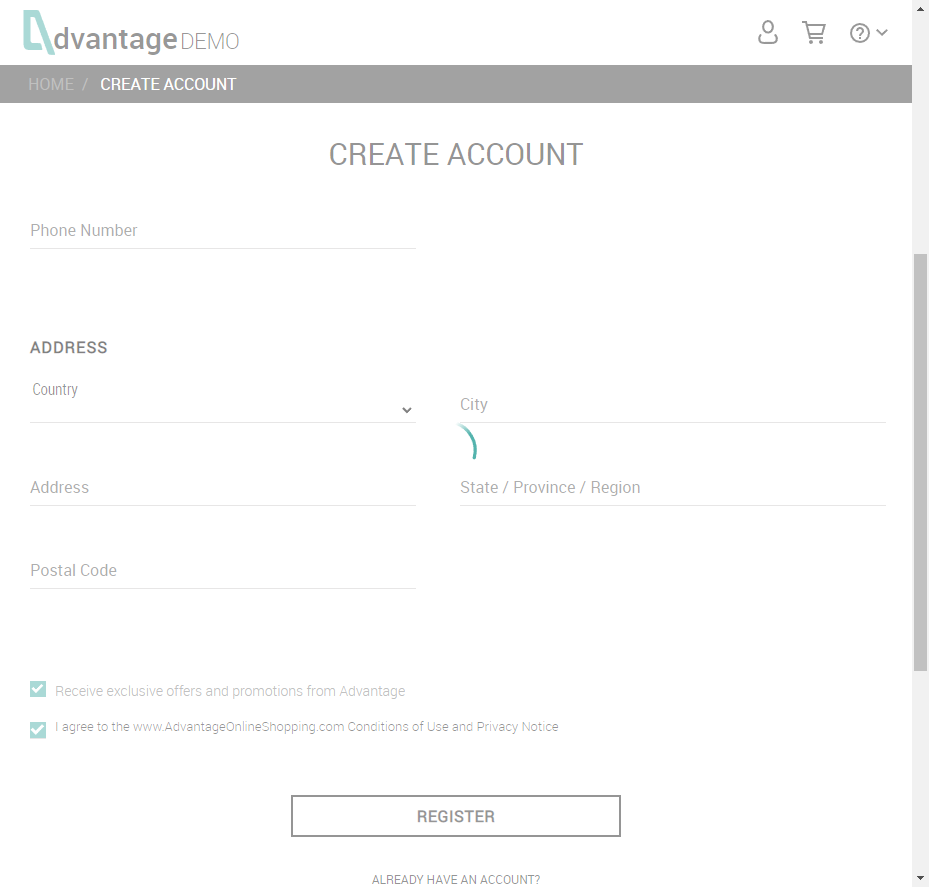 dvantage DEMO
HOME / CREATE ACCOUNT
CREATE ACCOUNT
Phone Number
ADDRESS
Country
City
Address
State / Province / Region
Postal Code
Receive exclusive offers and promotions from Advantage
I agree to the www.AdvantageOnlineShopping.com Conditions of Use and Privacy Notice
REGISTER
ALREADY HAVE AN ACCOUNT?